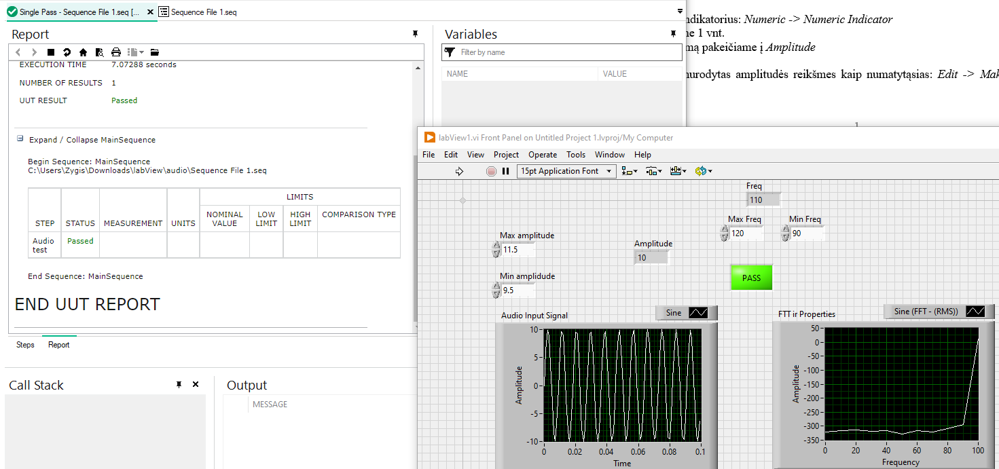 Single Pass - Sequence File 1.seq [...
Sequence File 1.seq
Report
EXECUTION TIME 7.07288 seconds
NUMBER OF RESULTS 1
UUT RESULT Passed
Expand / Collapse MainSequence
Begin Sequence: MainSequence
C:\Users\Zygis\Downloads\labView\audio\Sequence File 1.seq
LIMITS
STEP STATUS MEASUREMENT UNITS NOMINAL VALUE LOW LIMIT HIGH LIMIT COMPARISON TYPE
Audio test Passed
End Sequence: MainSequence
END UUT REPORT
Steps Report
Call Stack
Output
MESSAGE
Variables
Filter by name
NAME VALUE
Numeric -> Numeric Indicator
1 vnt.
pakeičiame į Amplitude
nurodytas amplitudės reikšmes kaip numatytąsias: Edit ->
labView1.vi Front Panel on Untitled Project 1.lvproj/My Computer
File Edit View Project Operate Tools Window Help
15pt Application Font
Freq
110
Max Freq Min Freq
120 90
Max amplitude
11.5
Amplitude
10
Min amplidude
9.5
PASS
Audio Input Signal
Sine
10
5
0
-5
-10
Amplitude
0 0.02 0.04 0.06 0.08 0.1
Time
FTT ir Properties
Sine (FFT - (RMS))
50
0
-50
-100
-150
-200
-250
-300
-350
Amplitude
0 20 40 60 80 100
Frequency